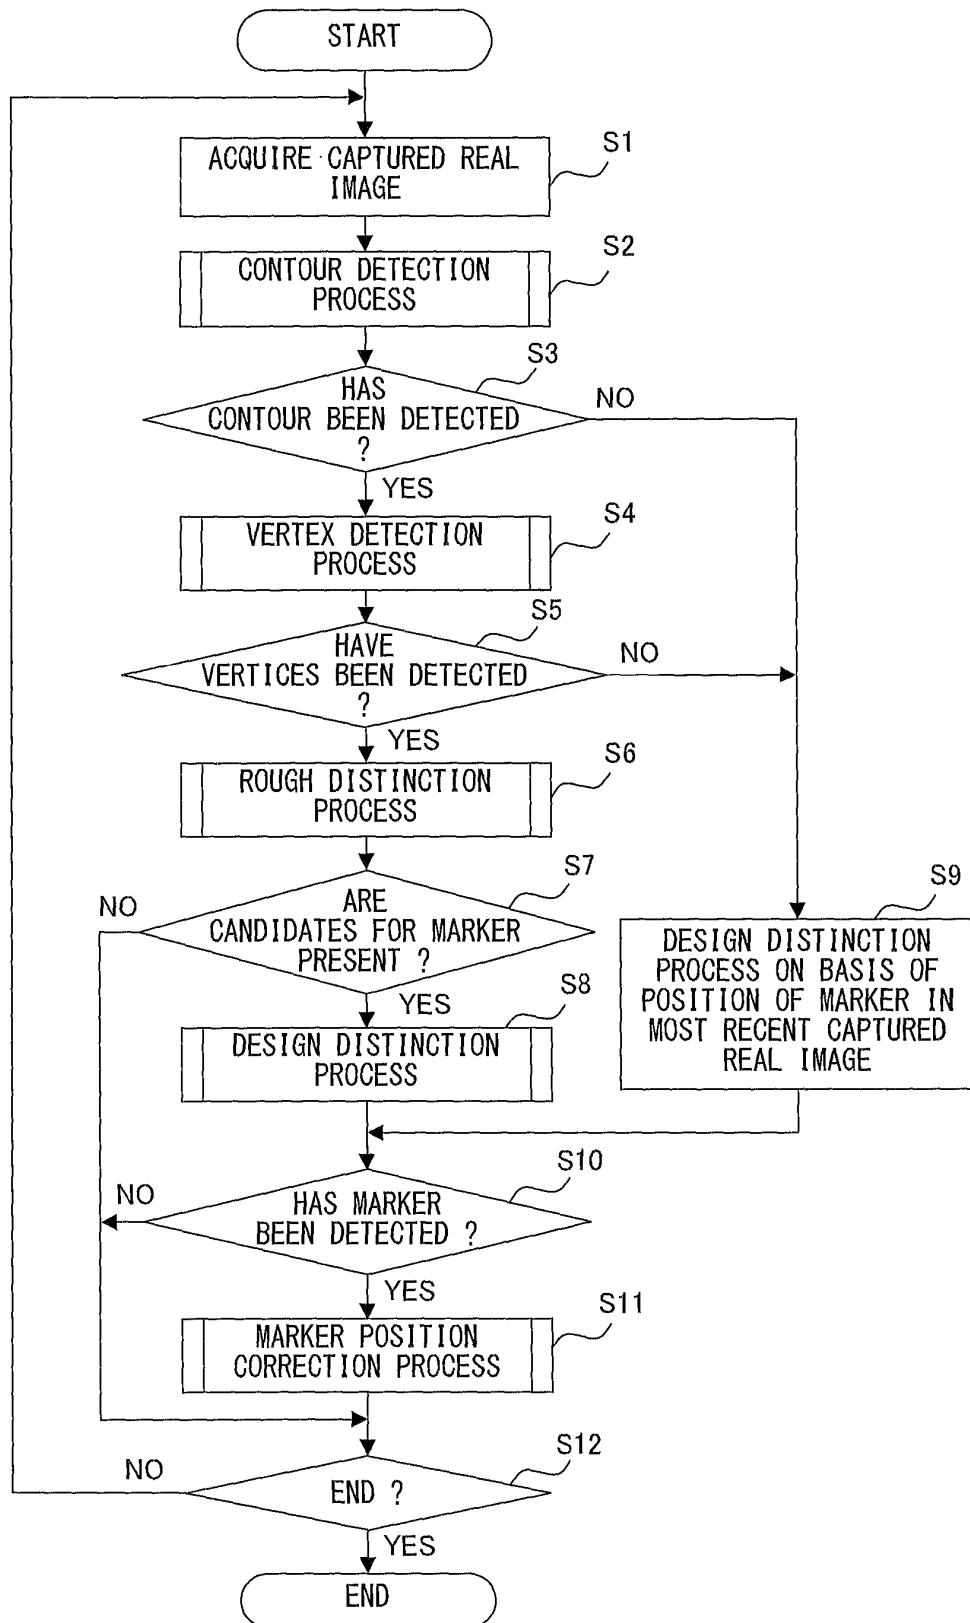 START
ACQUIRE CAPTURED REAL
IMAGE
S1
CONTOUR DETECTION
PROCESS
S2
HAS
CONTOUR BEEN DETECTED
?
S3
NO
YES
VERTEX DETECTION
PROCESS
S4
HAVE
VERTICES BEEN DETECTED
?
S5
NO
YES
ROUGH DISTINCTION
PROCESS
S6
ARE
CANDIDATES FOR MARKER
PRESENT ?
S7
NO
YES
DESIGN DISTINCTION
PROCESS
S8
DESIGN DISTINCTION
PROCESS ON BASIS OF
POSITION OF MARKER IN
MOST RECENT CAPTURED
REAL IMAGE
S9
HAS MARKER
BEEN DETECTED ?
S10
NO
YES
MARKER POSITION
CORRECTION PROCESS
S11
END ?
S12
NO
YES
END